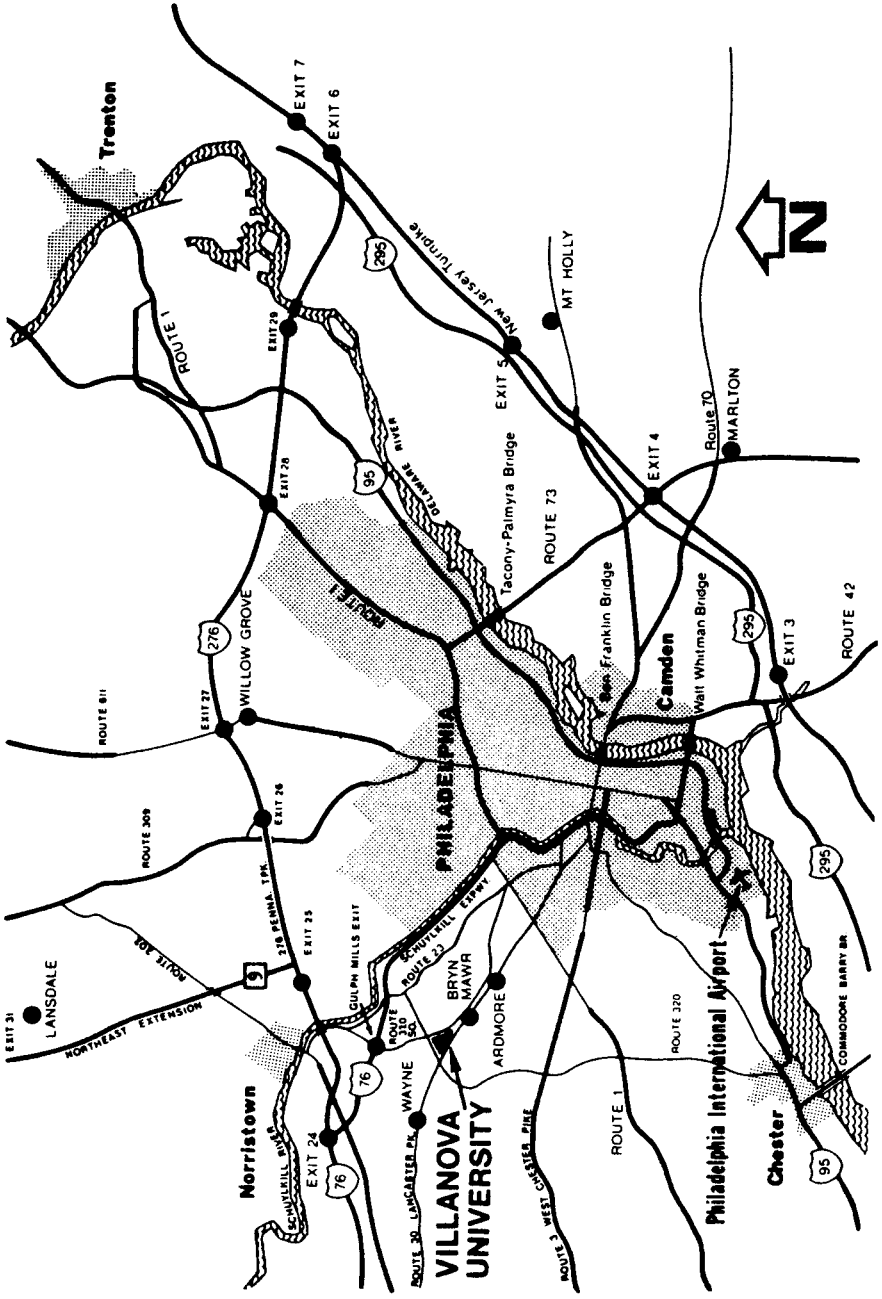 EXIT 31
LANSDALE
NORTHEAST EXTENSION
9
ROUTE 202
ROUTE 309
ROUTE 611
Trenton
ROUTE 1
EXIT 7
EXIT 6
Norristown
SCHUYLKILL RIVER
EXIT 24
76
EXIT 25
276 PENNA. TPK.
EXIT 26
EXIT 27
WILLOW GROVE
276
EXIT 28
EXIT 29
295
New Jersey Turnpike
GULPH MILLS EXIT
76
ROUTE
320
SO.
ROUTE 23
SCHUYLKILL EXPWY
ROUTE 1
95
DELAWARE RIVER
ROUTE 30 LANCASTER PK.
WAYNE
VILLANOVA
UNIVERSITY
BRYN
MAWR
ARDMORE
PHILADELPHIA
Tacony-Palmyra Bridge
ROUTE 73
EXIT 5
MT HOLLY
ROUTE 3 WEST CHESTER PIKE
ROUTE 1
ROUTE 320
Ben Franklin Bridge
Camden
Walt Whitman Bridge
EXIT 4
Route 70
MARLTON
N
Philadelphia International Airport
Chester
95
COMMODORE BARRY BR
295
295
EXIT 3
ROUTE 42